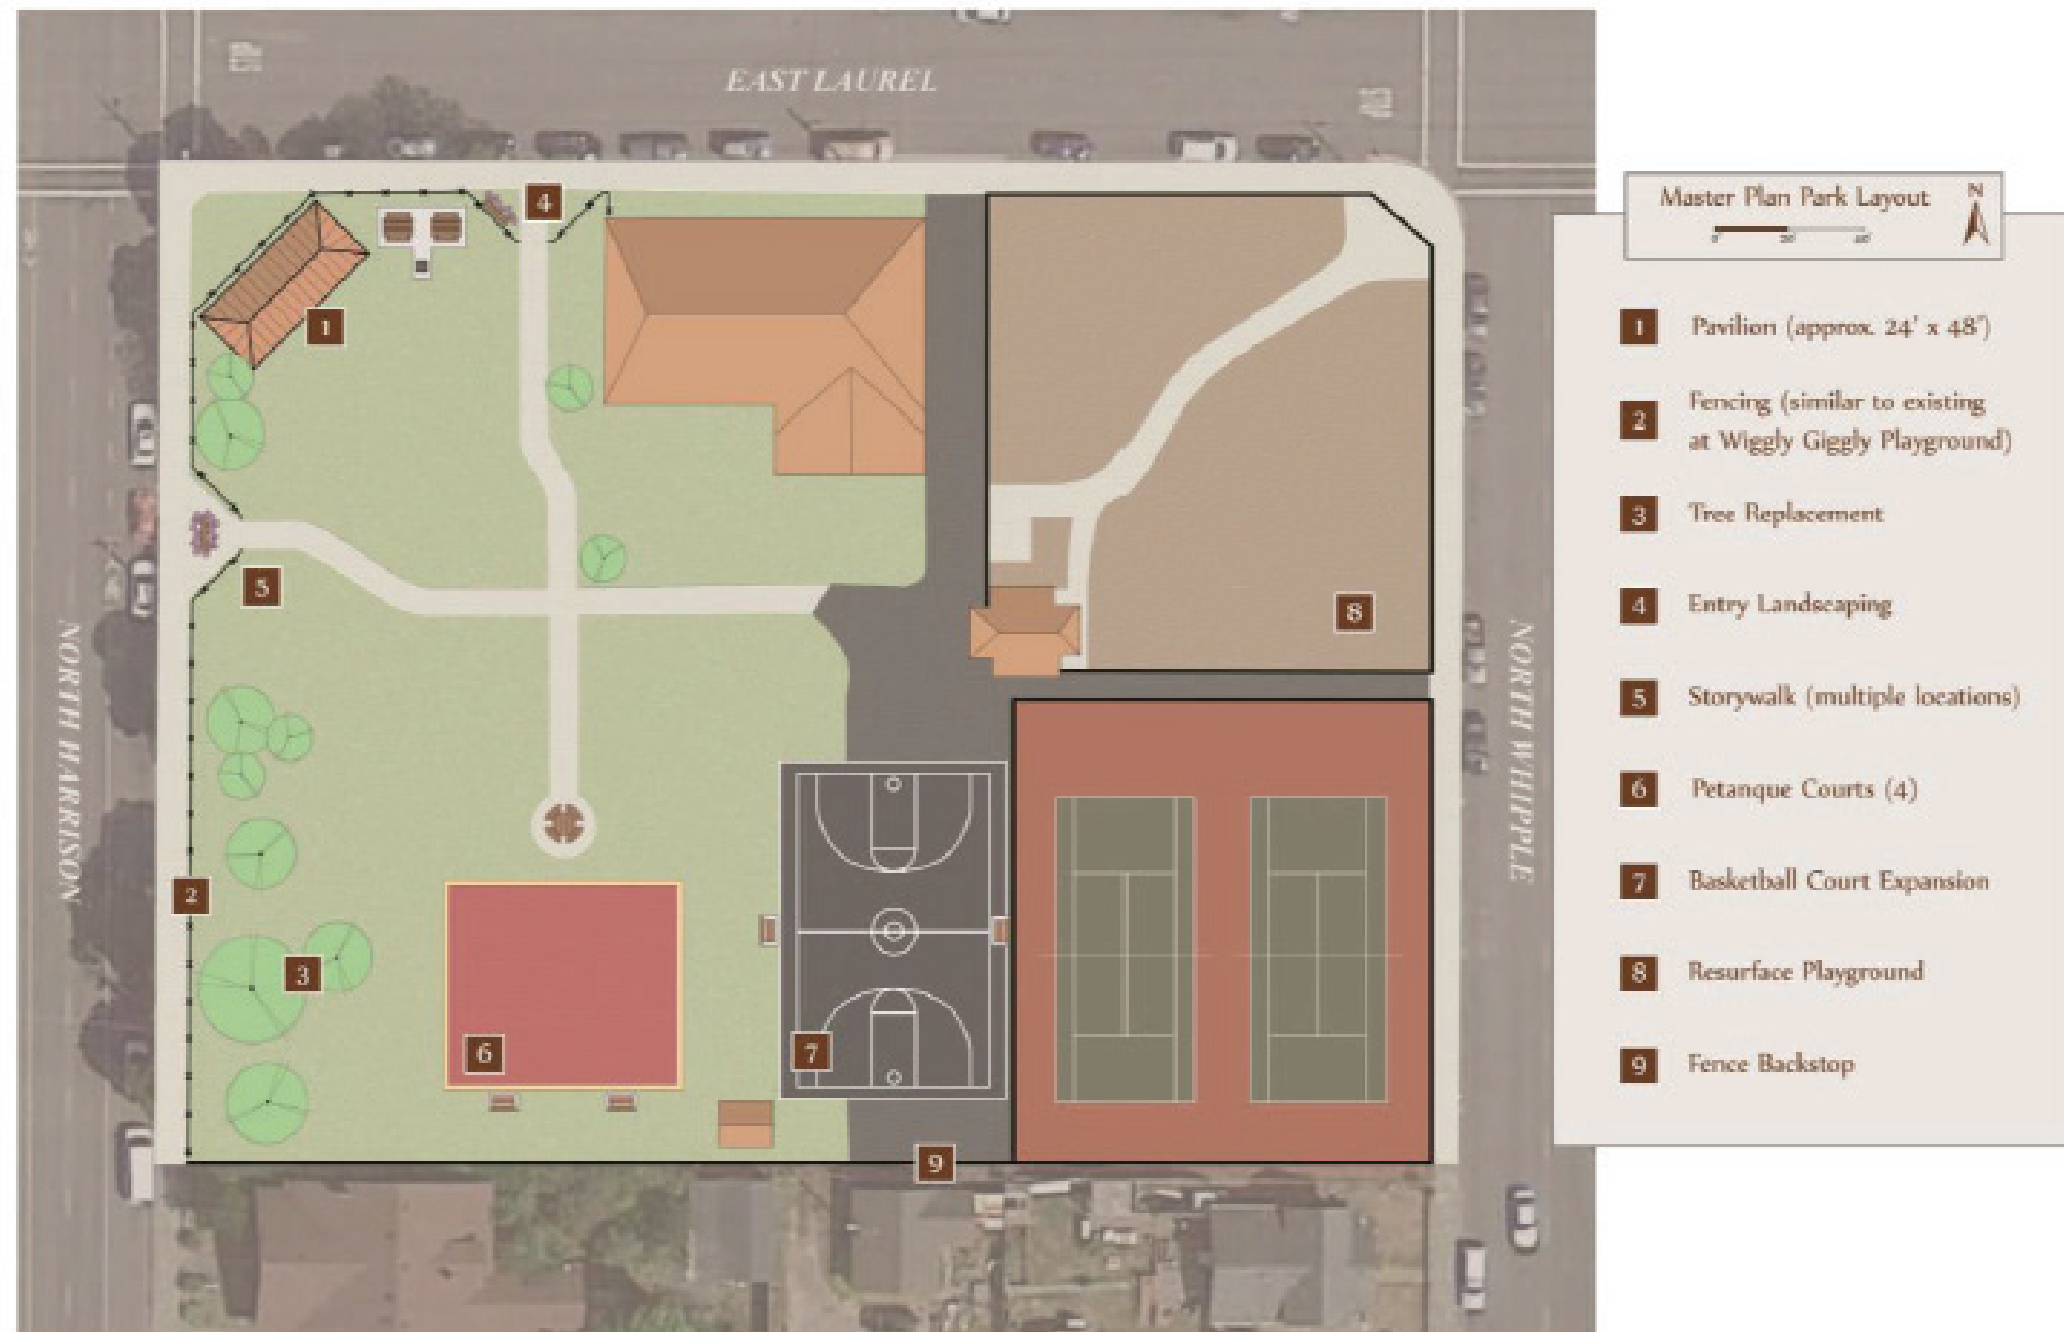 EAST LAUREL
NORTH HARRISON
NORTH WHIPPLE
1
2
3
4
5
6
7
8
9
Master Plan Park Layout
N
0
1 Pavilion (approx. 24' x 48')
2 Fencing (similar to existing
at Wiggly Giggly Playground)
3 Tree Replacement
4 Entry Landscaping
5 Storywalk (multiple locations)
6 Petanque Courts (4)
7 Basketball Court Expansion
8 Resurface Playground
9 Fence Backstop